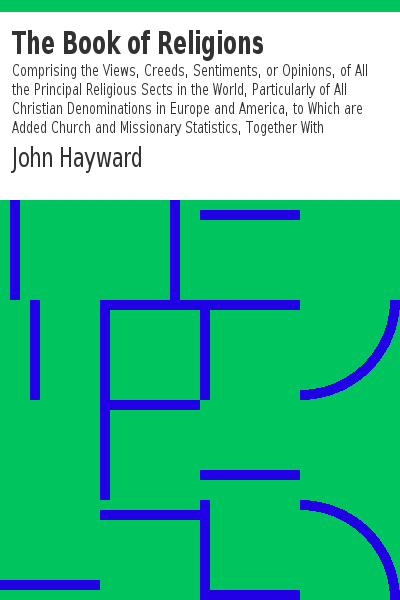 The Book of Religions
Comprising the Views, Creeds, Sentiments, or Opinions, of All
the Principal Religious Sects in the World, Particularly of All
Christian Denominations in Europe and America, to Which are
Added Church and Missionary Statistics, Together With
John Hayward